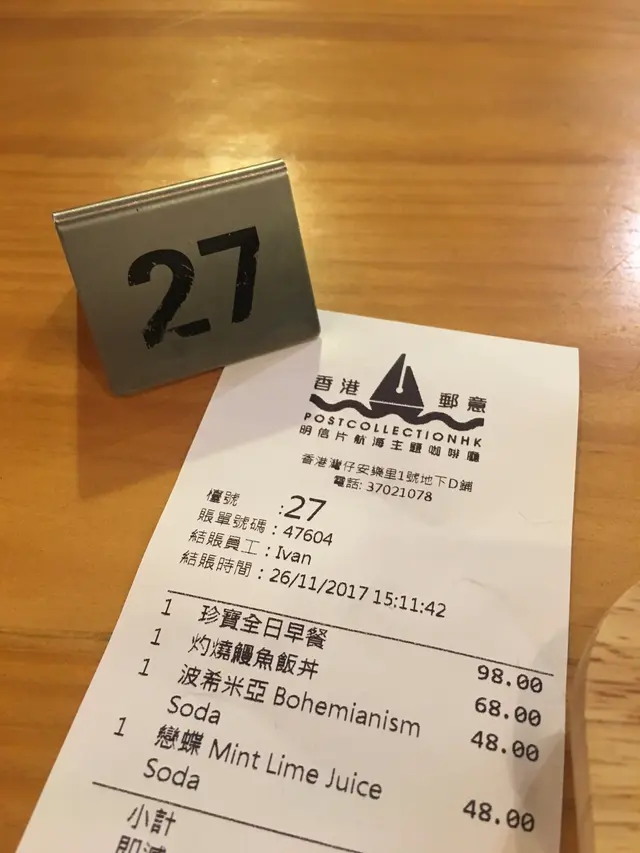 27
香港 郵意
POSTCOLLECTIONHK
明信片航海主題咖啡廳
香港灣仔安樂里1號地下D鋪
電話: 37021078
檯號 :27
賬單號碼 : 47604
結賬員工 : Ivan
結賬時間 : 26/11/2017 15:11:42
1 珍寶全日早餐 98.00
1 灼燒鰻魚飯丼 68.00
1 波希米亞 Bohemianism Soda 48.00
1 戀蝶 Mint Lime Juice Soda 48.00
小計
即減